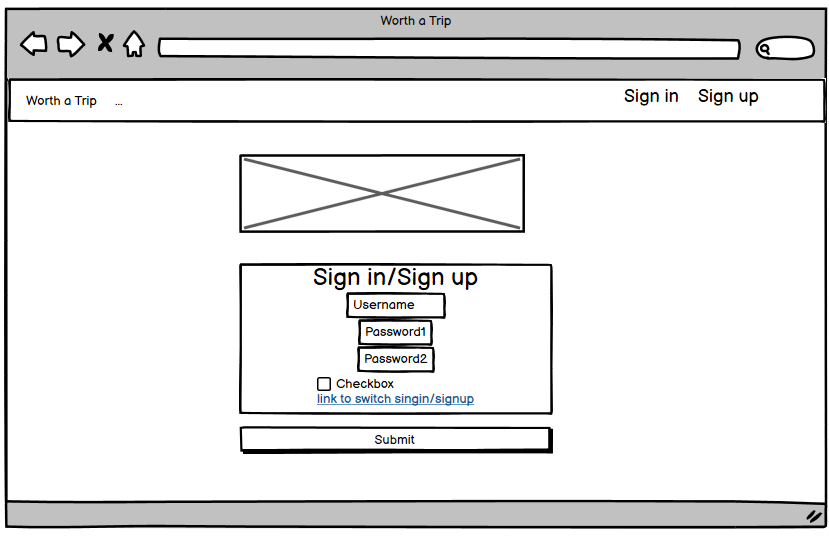 Worth a Trip
Worth a Trip ... Sign in Sign up
Sign in/Sign up
Username
Password1
Password2
Checkbox
link to switch singin/signup
Submit